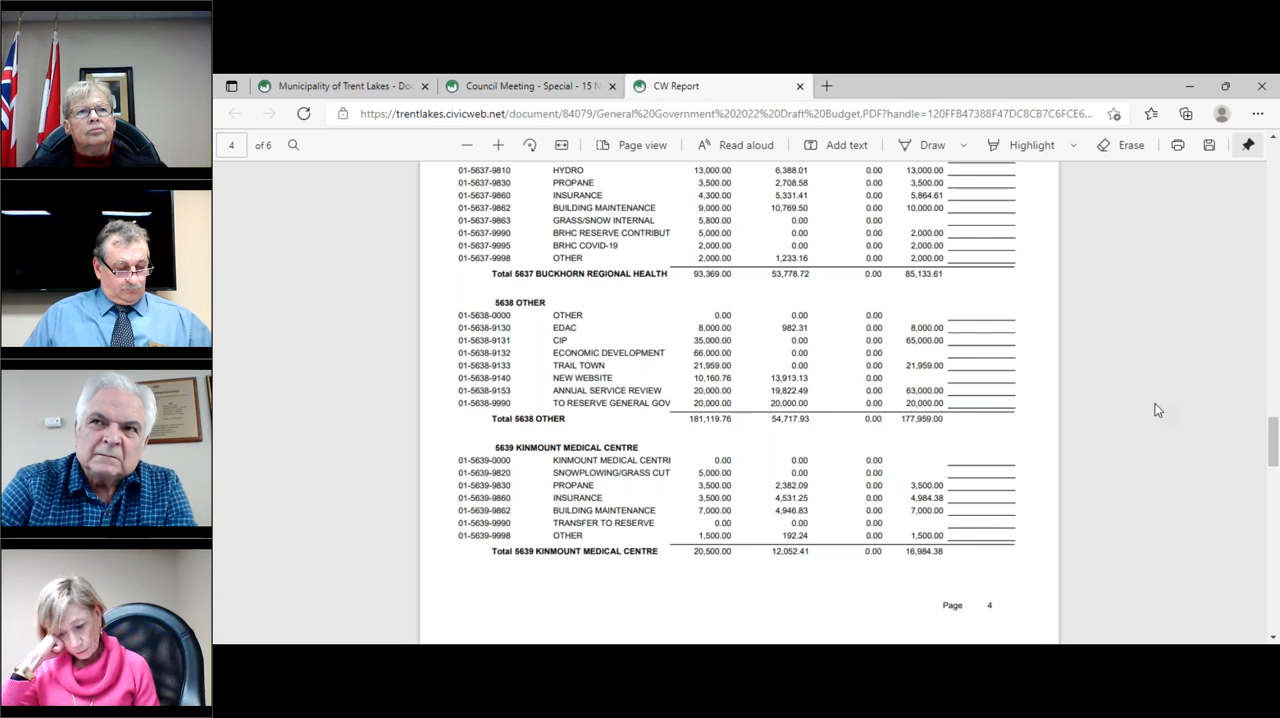 Municipality of Trent Lakes - Doc
Council Meeting - Special - 15 N
CW Report
https://trentlakes.civicweb.net/document/84079/General%20Government%202022%20Draft%20Budget.PDF?handle=120FFB47388F47DC8CB7C6FCE6...
4 of 6 Page view Read aloud Add text Draw Highlight Erase
01-5637-9810 HYDRO 13,000.00 6,388.01 0.00 13,000.00
01-5637-9830 PROPANE 3,500.00 2,708.58 0.00 3,500.00
01-5637-9860 INSURANCE 4,300.00 5,331.41 0.00 5,864.61
01-5637-9862 BUILDING MAINTENANCE 9,000.00 10,769.50 0.00 10,000.00
01-5637-9863 GRASS/SNOW INTERNAL 5,800.00 0.00 0.00
01-5637-9990 BRHC RESERVE CONTRIBUT 5,000.00 0.00 0.00 2,000.00
01-5637-9995 BRHC COVID-19 2,000.00 0.00 0.00 2,000.00
01-5637-9998 OTHER 2,000.00 1,233.16 0.00 2,000.00
Total 5637 BUCKHORN REGIONAL HEALTH 93,369.00 53,778.72 0.00 85,133.61
5638 OTHER
01-5638-0000 OTHER 0.00 0.00 0.00
01-5638-9130 EDAC 8,000.00 982.31 0.00 8,000.00
01-5638-9131 CIP 35,000.00 0.00 0.00 65,000.00
01-5638-9132 ECONOMIC DEVELOPMENT 66,000.00 0.00 0.00
01-5638-9133 TRAIL TOWN 21,959.00 0.00 0.00 21,959.00
01-5638-9140 NEW WEBSITE 10,160.76 13,913.13 0.00
01-5638-9153 ANNUAL SERVICE REVIEW 20,000.00 19,822.49 0.00 63,000.00
01-5638-9990 TO RESERVE GENERAL GOV 20,000.00 20,000.00 0.00 20,000.00
Total 5638 OTHER 181,119.76 54,717.93 0.00 177,959.00
5639 KINMOUNT MEDICAL CENTRE
01-5639-0000 KINMOUNT MEDICAL CENTRI 0.00 0.00 0.00
01-5639-9820 SNOWPLOWING/GRASS CUT 5,000.00 0.00 0.00
01-5639-9830 PROPANE 3,500.00 2,382.09 0.00 3,500.00
01-5639-9860 INSURANCE 3,500.00 4,531.25 0.00 4,984.38
01-5639-9862 BUILDING MAINTENANCE 7,000.00 4,946.83 0.00 7,000.00
01-5639-9990 TRANSFER TO RESERVE 0.00 0.00 0.00
01-5639-9998 OTHER 1,500.00 192.24 0.00 1,500.00
Total 5639 KINMOUNT MEDICAL CENTRE 20,500.00 12,052.41 0.00 16,984.38
Page 4